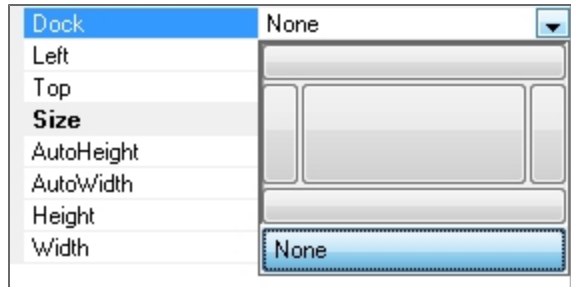 Dock None
Left
Top
Size
AutoHeight
AutoWidth
Height
Width None